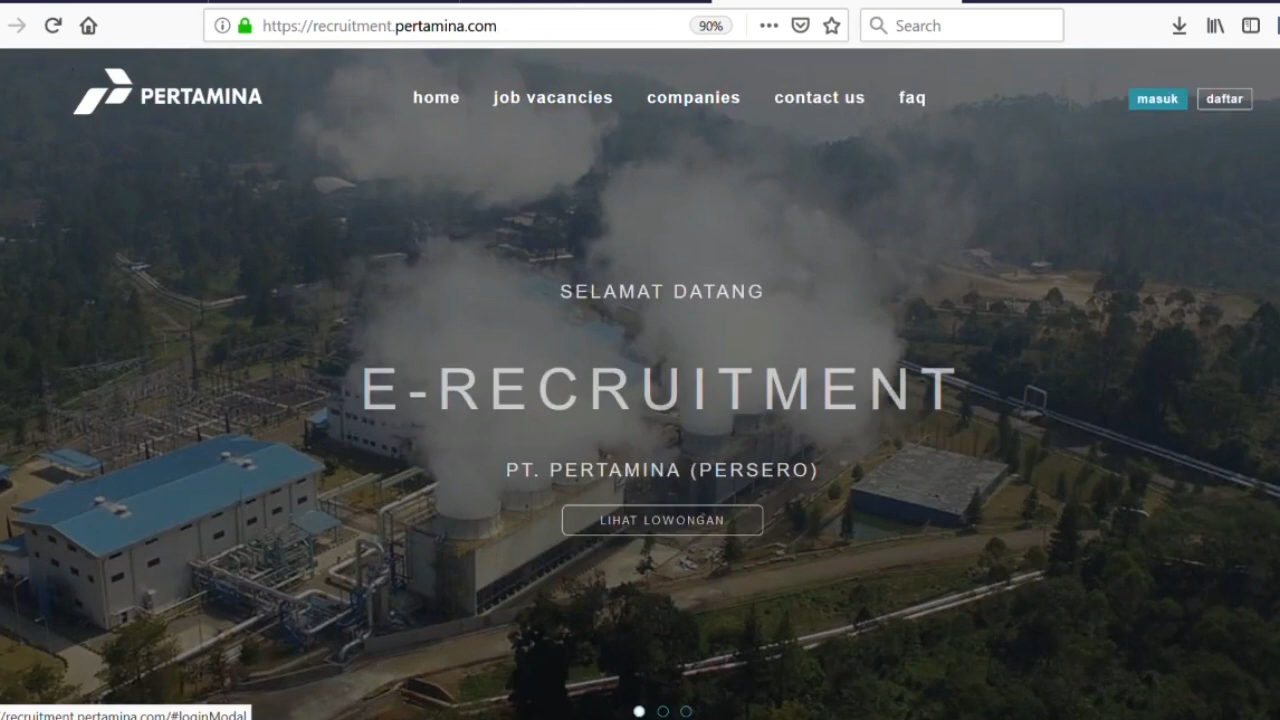 https://recruitment.pertamina.com
90%
Search
PERTAMINA
home
job vacancies
companies
contact us
faq
masuk
daftar
SELAMAT DATANG
E-RECRUITMENT
PT. PERTAMINA (PERSERO)
LIHAT LOWONGAN
/recruitment.pertamina.com/#loginModal